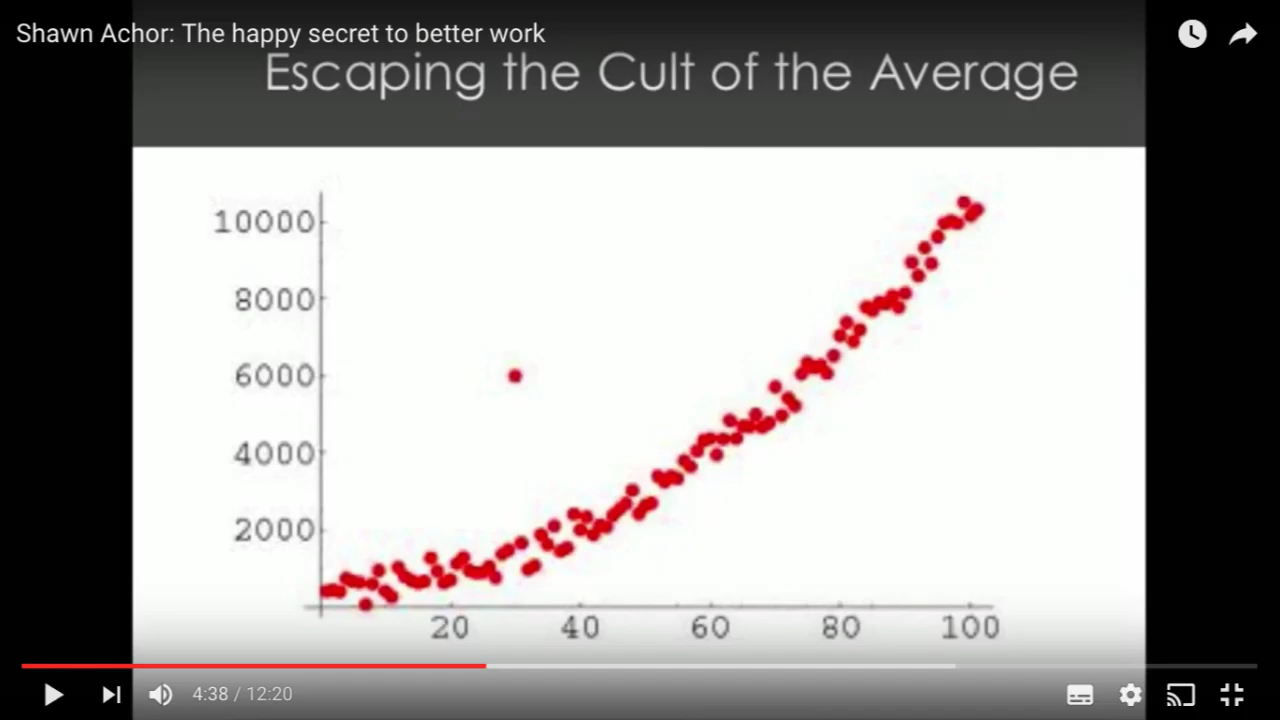 Shawn Achor: The happy secret to better work
Escaping the Cult of the Average
10000
8000
6000
4000
2000
20 40 60 80 100
4:38 / 12:20